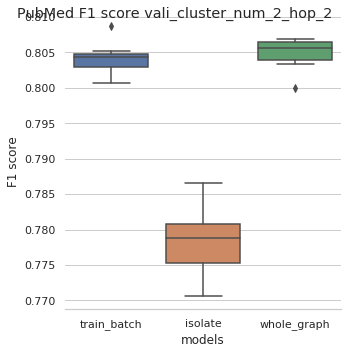 PubMed F1 score vali_cluster_num_2_hop_2
0.810
0.805
0.800
0.795
0.790
0.785
0.780
0.775
0.770
F1 score
train_batch isolate whole_graph
models